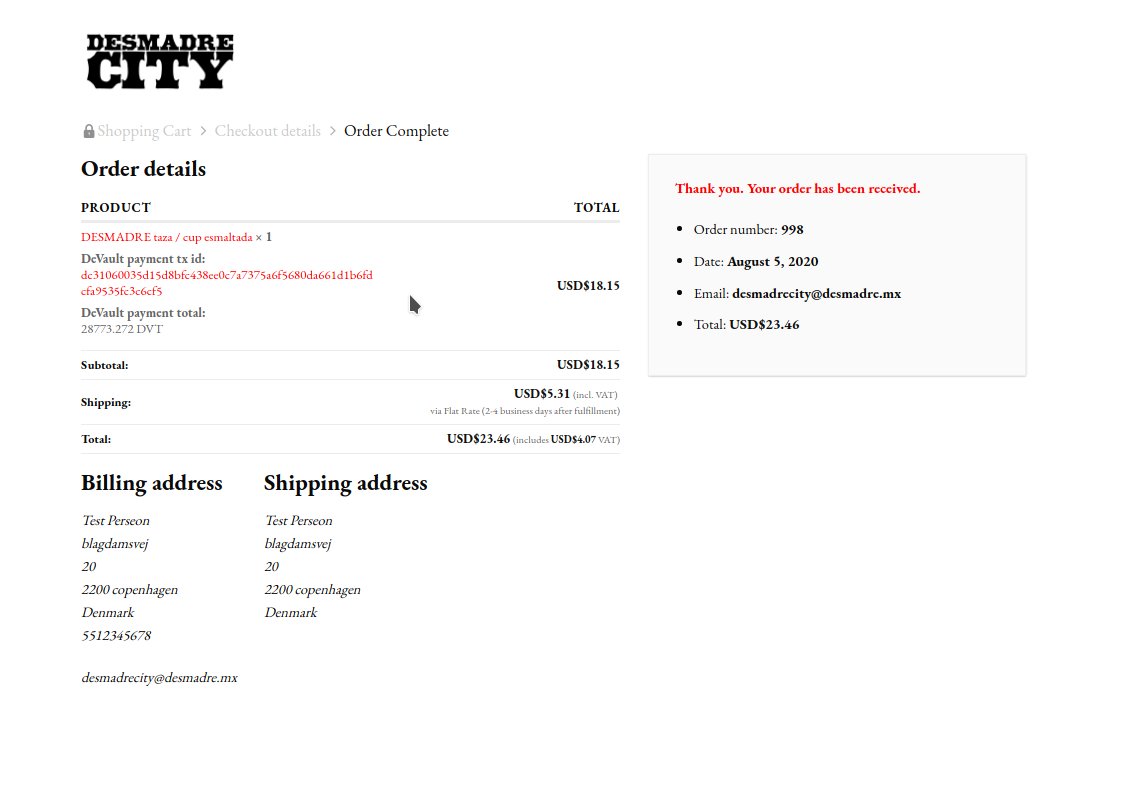 DESMADRE
CITY
Shopping Cart > Checkout details > Order Complete
Order details
PRODUCT TOTAL
DESMADRE taza / cup esmaltada × 1
DeVault payment tx id:
dc31060035d15d8bfc438ee0c7a7375a6f5680da661d1b6fd
cfa9535fc3c6cf5
USD$18.15
DeVault payment total:
28773.272 DVT
Subtotal: USD$18.15
Shipping: USD$5.31 (incl. VAT)
via Flat Rate (2-4 business days after fulfillment)
Total: USD$23.46 (includes USD$4.07 VAT)
Billing address
Test Perseon
blagdamsvej
20
2200 copenhagen
Denmark
5512345678
desmadrecity@desmadre.mx
Shipping address
Test Perseon
blagdamsvej
20
2200 copenhagen
Denmark
Thank you. Your order has been received.
Order number: 998
Date: August 5, 2020
Email: desmadrecity@desmadre.mx
Total: USD$23.46